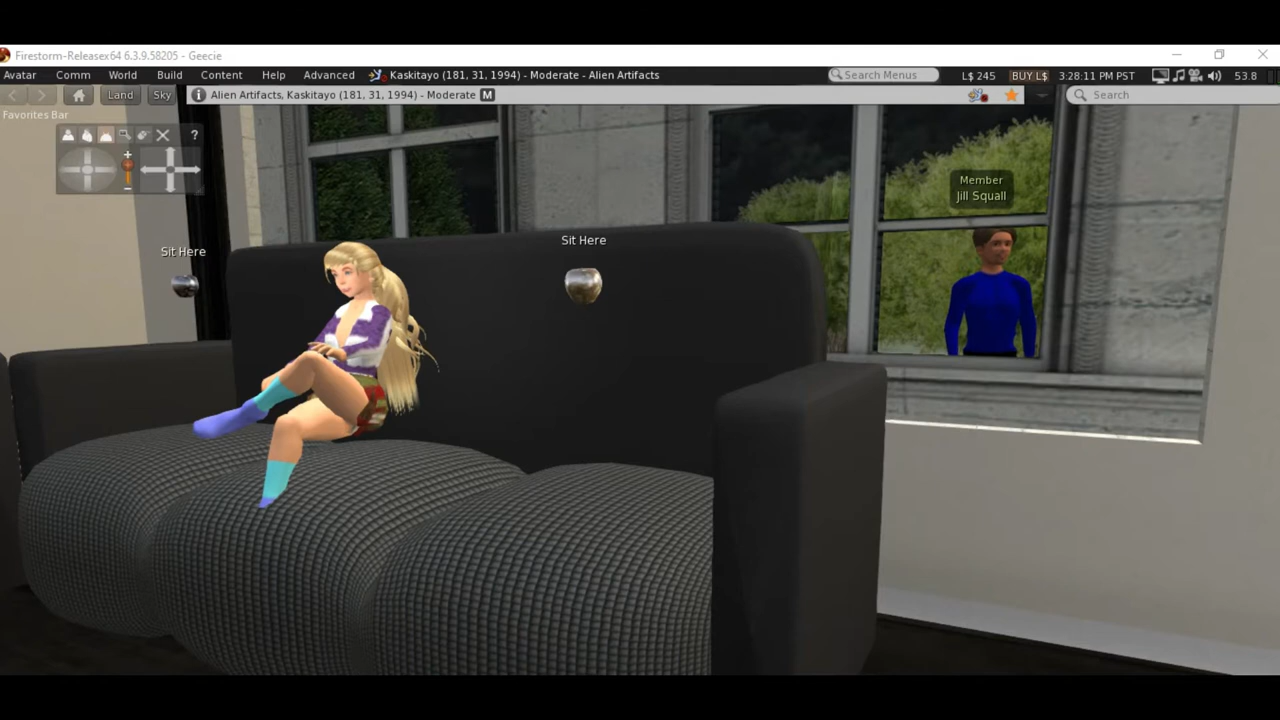 Firestorm-Releasex64 6.3.9.58205 - Geecie
Avatar Comm World Build Content Help Advanced Kaskitayo (181, 31, 1994) - Moderate - Alien Artifacts Search Menus L$ 245 BUY L$ 3:28:11 PM PST 53.8
Land Sky Alien Artifacts, Kaskitayo (181, 31, 1994) - Moderate M Search
Favorites Bar
?
Member
Jill Squall
Sit Here
Sit Here